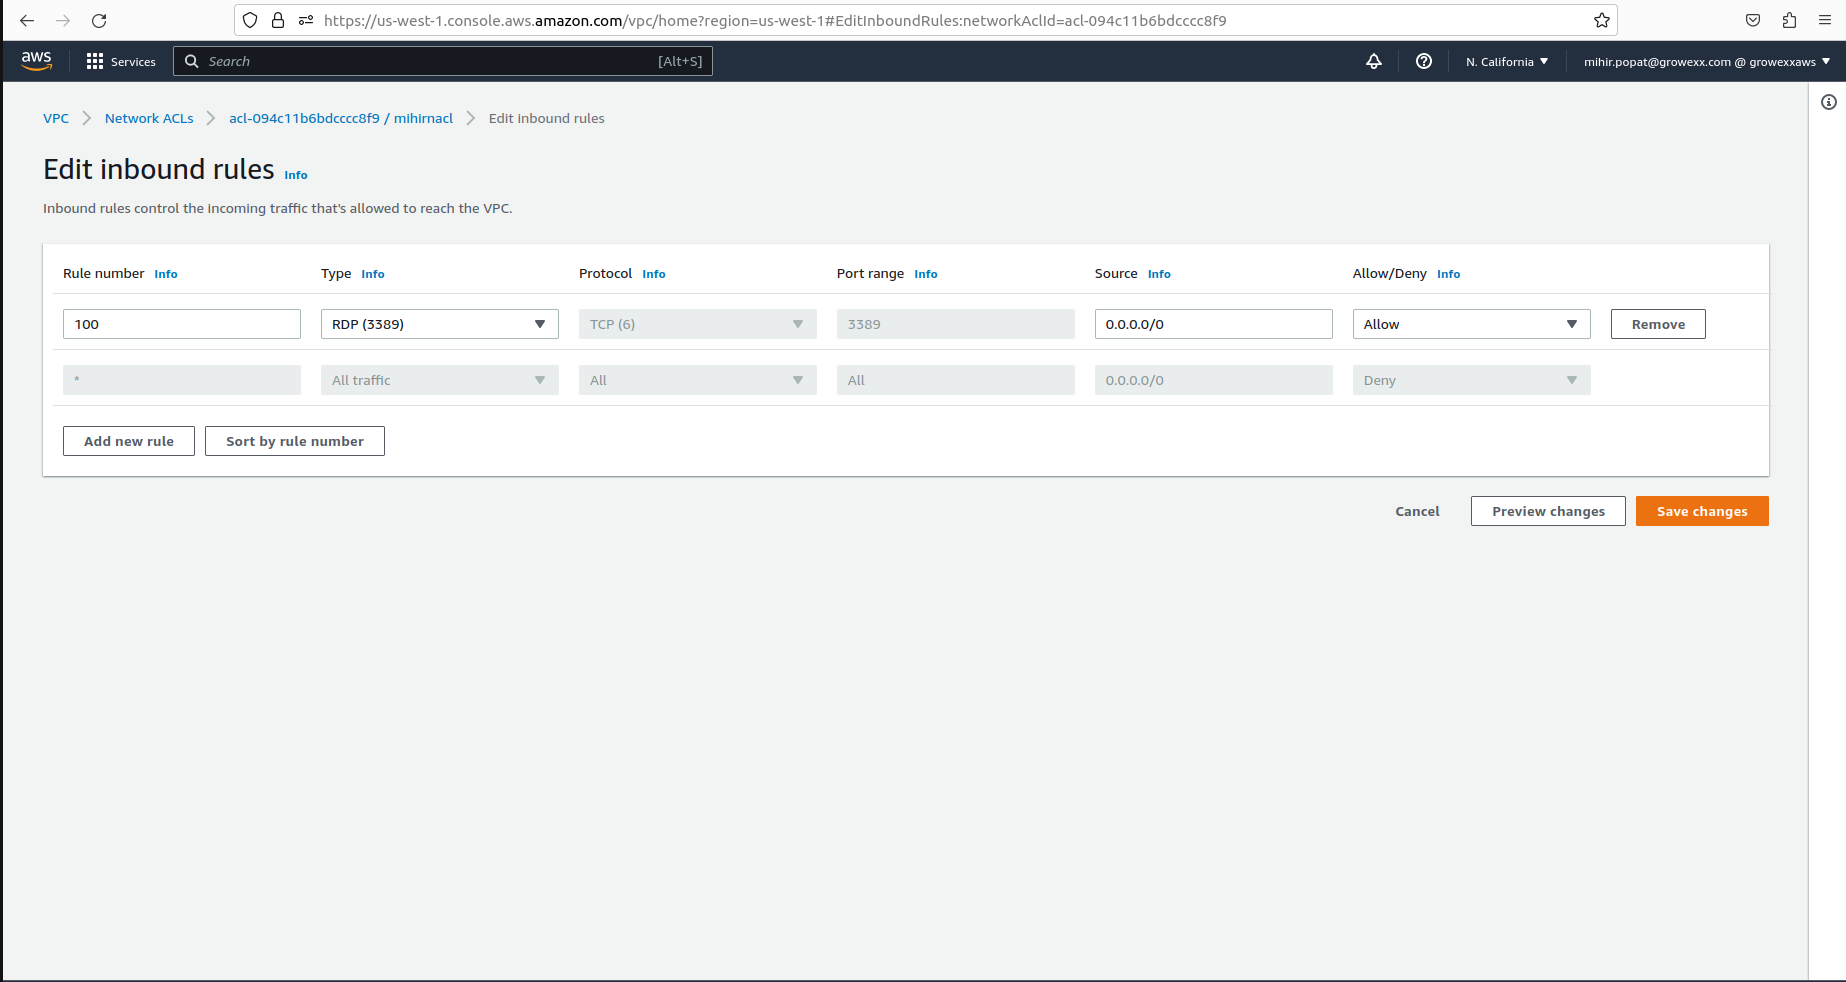 https://us-west-1.console.aws.amazon.com/vpc/home?region=us-west-1#EditInboundRules:networkAclId=acl-094c11b6bdcccc8f9
aws Services Search [Alt+S] N. California mihir.popat@growexx.com @ growexxaws
VPC Network ACLs acl-094c11b6bdcccc8f9 / mihirnacl Edit inbound rules
Edit inbound rules Info
Inbound rules control the incoming traffic that's allowed to reach the VPC.
Rule number Info Type Info Protocol Info Port range Info Source Info Allow/Deny Info
100 RDP (3389) TCP (6) 3389 0.0.0.0/0 Allow Remove
* All traffic All All 0.0.0.0/0 Deny
Add new rule Sort by rule number
Cancel Preview changes Save changes